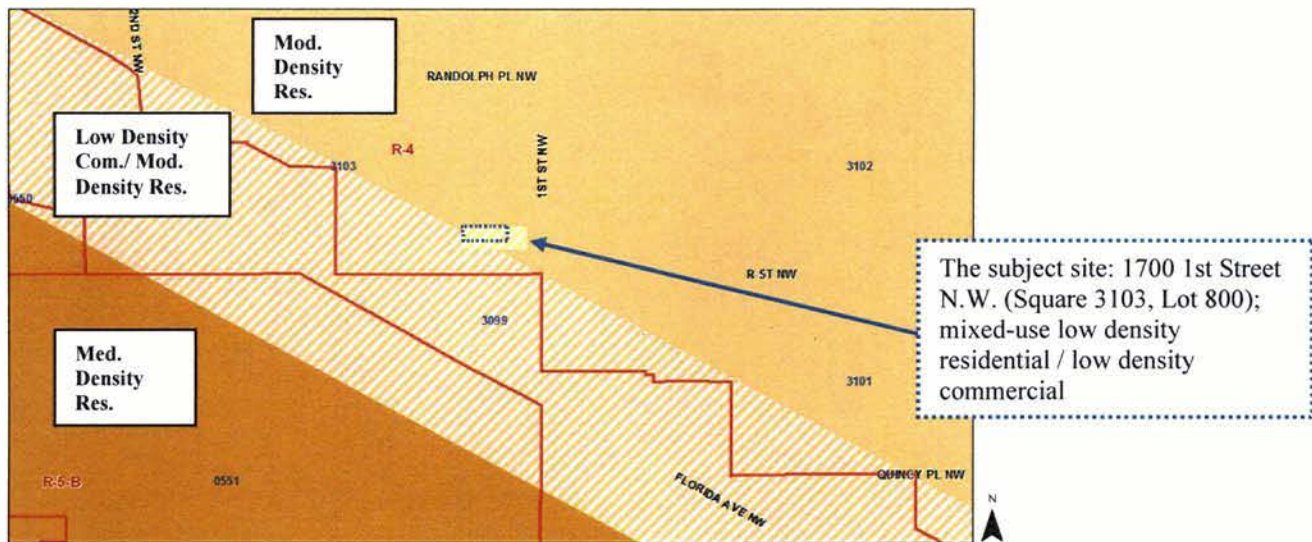 2ND ST NW
Mod.
Density
Res.
RANDOLPH PL NW
Low Density
Com./ Mod.
Density Res.
R-4
3103
1ST ST NW
3102
R ST NW
The subject site: 1700 1st Street
N.W. (Square 3103, Lot 800);
mixed-use low density
residential / low density
commercial
3099
Med.
Density
Res.
3101
R-5-B
0551
FLORIDA AVE NW
QUINCY PL NW
N